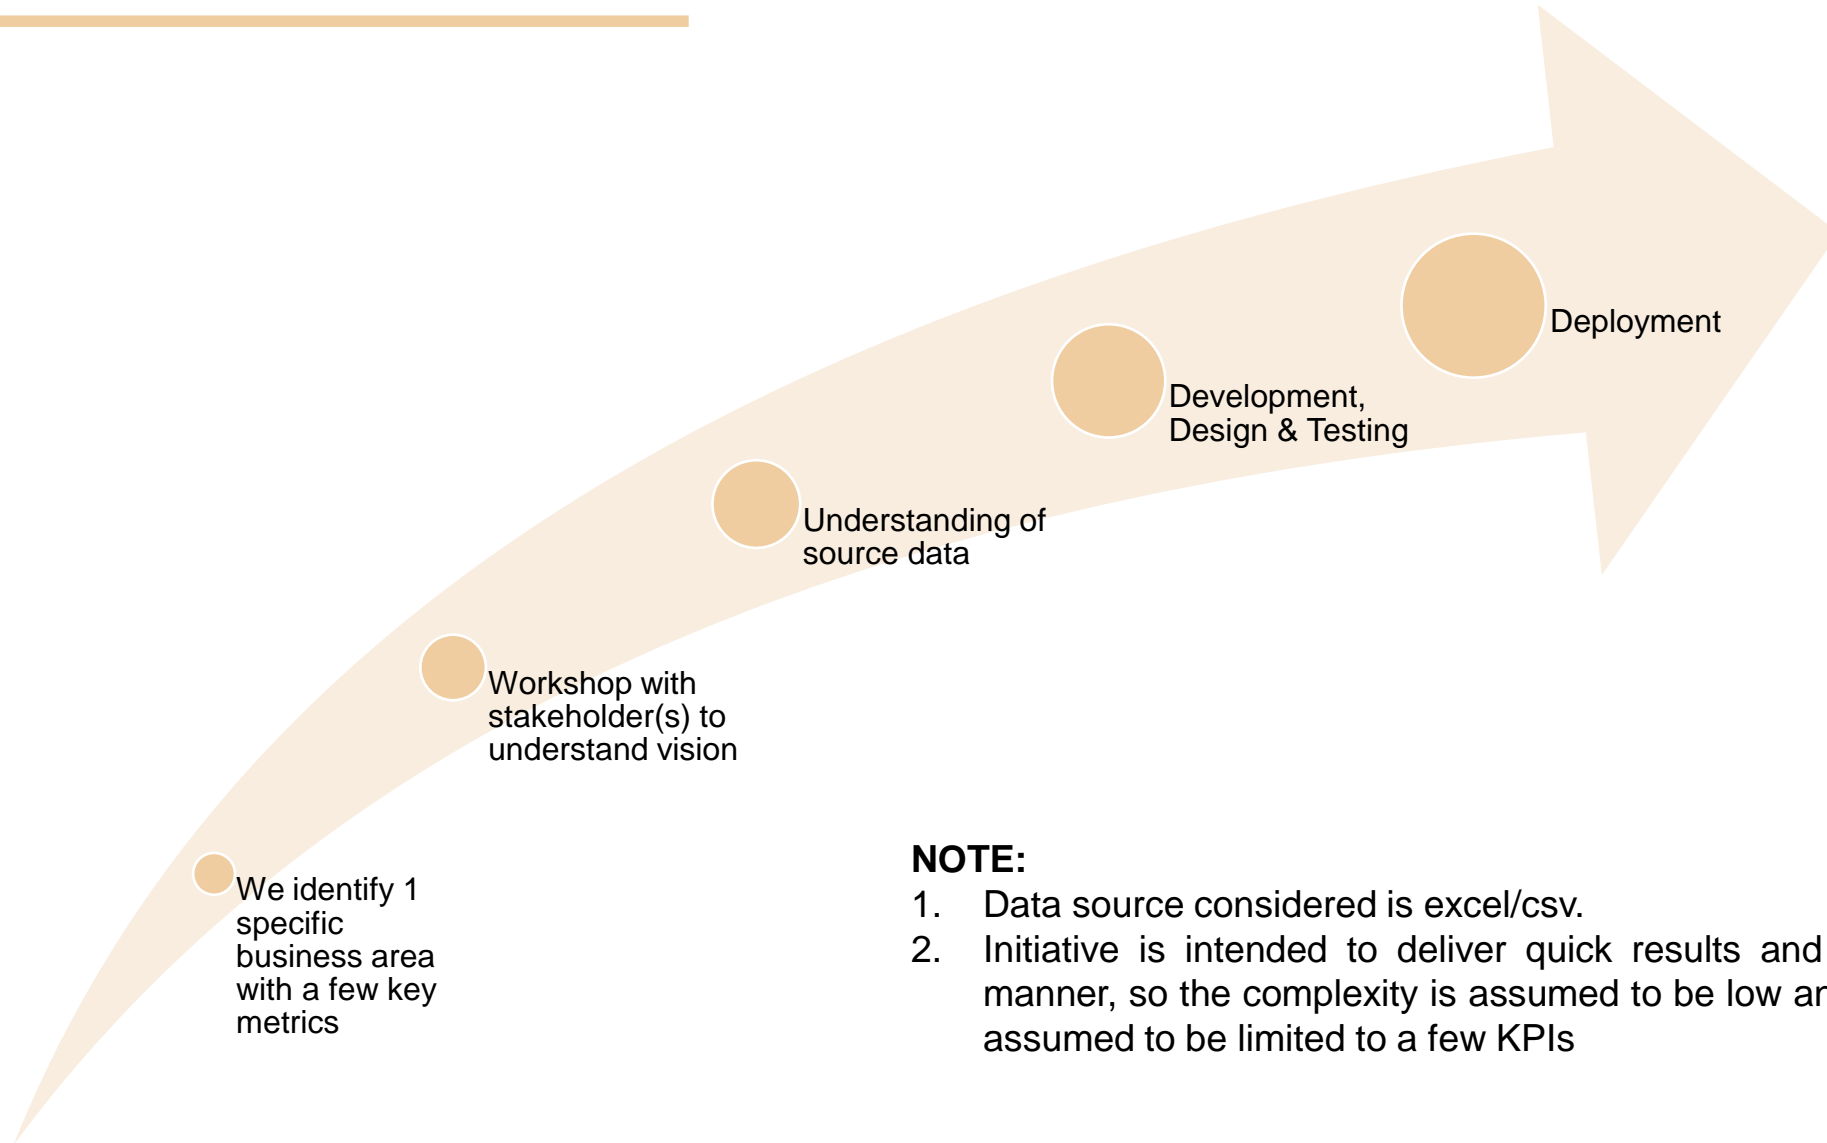 We identify 1
specific
business area
with a few key
metrics
Workshop with
stakeholder(s) to
understand vision
Understanding of
source data
Development,
Design & Testing
Deployment
NOTE:
1. Data source considered is excel/csv.
2. Initiative is intended to deliver quick results and
manner, so the complexity is assumed to be low
assumed to be limited to a few KPIs